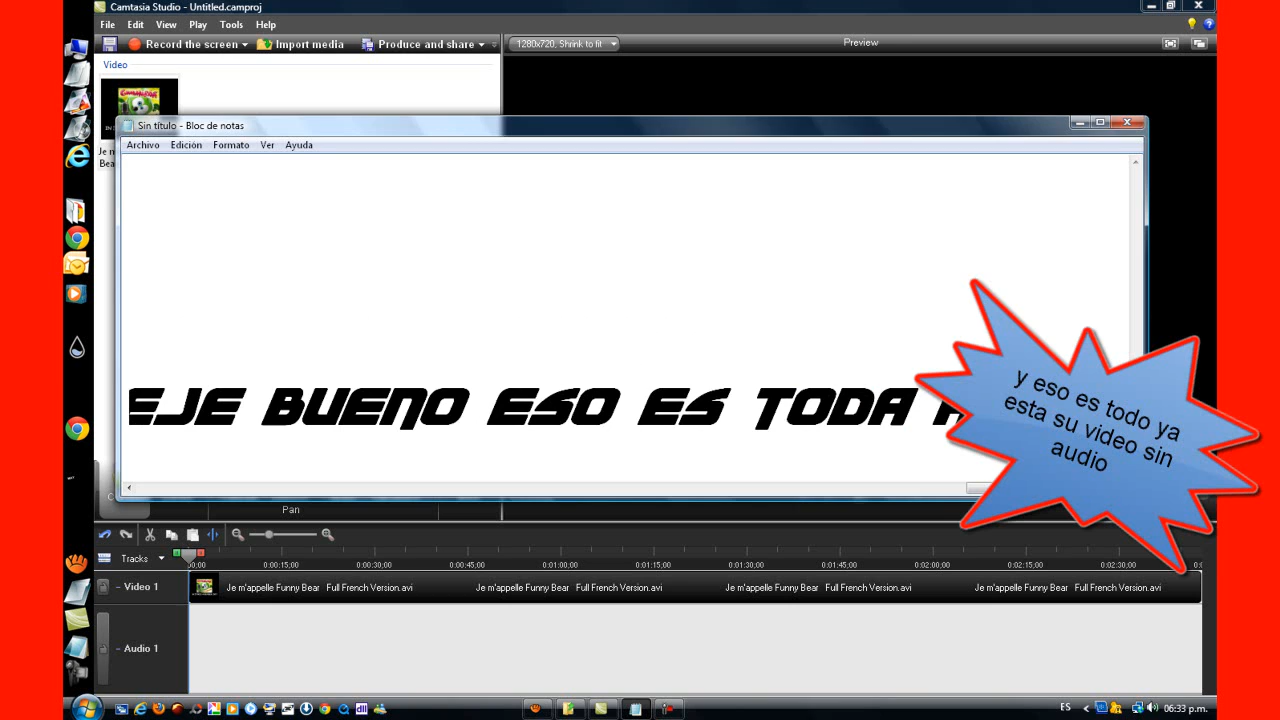 Camtasia Studio - Untitled.camproj
File Edit View Play Tools Help
Record the screen Import media Produce and share 1280x720, Shrink to fit Preview
Video
Sin título - Bloc de notas
Archivo Edición Formato Ver Ayuda
Je
Bea
EJE BUENO ESO ES TODA
y eso es todo ya
esta su video sin
audio
Pan
Tracks
0:00:15;00 0:00:30;00 0:00:45;00 0:01:00;00 0:01:15;00 0:01:30;00 0:01:45;00 0:02:00;00 0:02:15;00 0:02:30;00
- Video 1 Je m'appelle Funny Bear Full French Version.avi Je m'appelle Funny Bear Full French Version.avi Je m'appelle Funny Bear Full French Version.avi Je m'appelle Funny Bear Full French Version.avi
- Audio 1
ES 06:33 p.m.